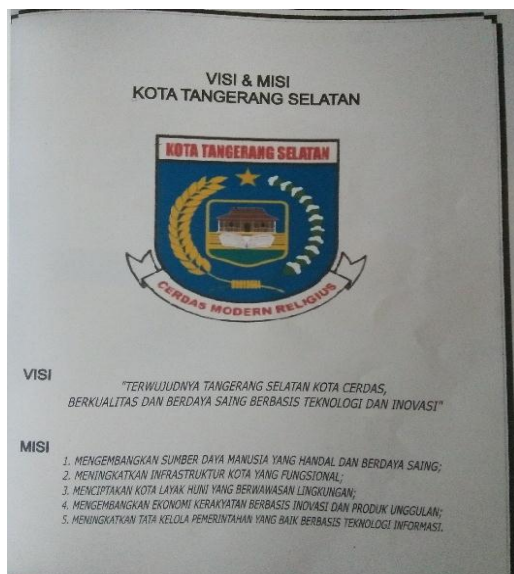 VISI & MISI
KOTA TANGERANG SELATAN
KOTA TANGERANG SELATAN
CERDAS MODERN RELIGIUS
VISI
"TERWUJUDNYA TANGERANG SELATAN KOTA CERDAS,
BERKUALITAS DAN BERDAYA SAING BERBASIS TEKNOLOGI DAN INOVASI"
MISI
1. MENGEMBANGKAN SUMBER DAYA MANUSIA YANG HANDAL DAN BERDAYA SAING;
2. MENINGKATKAN INFRASTRUKTUR KOTA YANG FUNGSIONAL;
3. MENCIPTAKAN KOTA LAYAK HUNI YANG BERWAWASAN LINGKUNGAN;
4. MENGEMBANGKAN EKONOMI KERAKYATAN BERBASIS INOVASI DAN PRODUK UNGGULAN;
5. MENINGKATKAN TATA KELOLA PEMERINTAHAN YANG BAIK BERBASIS TEKNOLOGI INFORMASI.